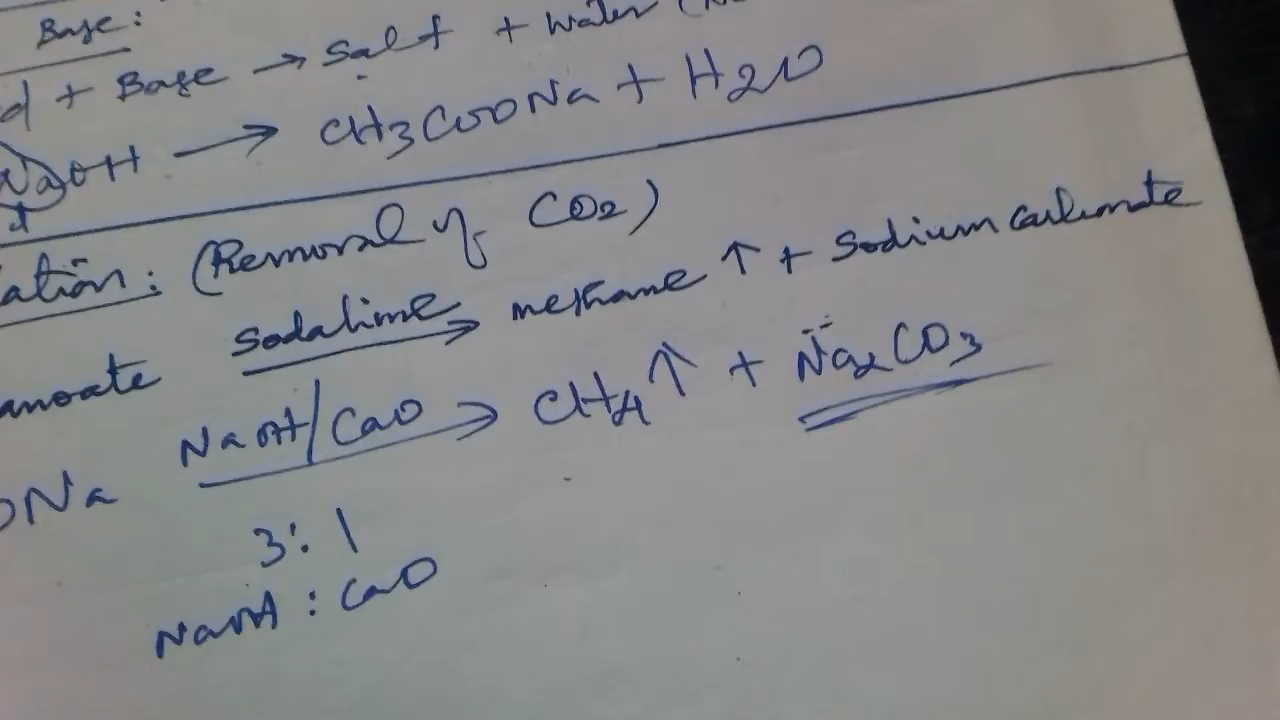 Base:
d + Base → Salt + Water (N
NaOH → CH3COONa + H2O
ation: (Removal of CO2)
anoate Sodalime → methane ↑ + Sodium carbonate
ONa NaOH/CaO → CH4 ↑ + Na2CO3
3:1
NaOH : CaO